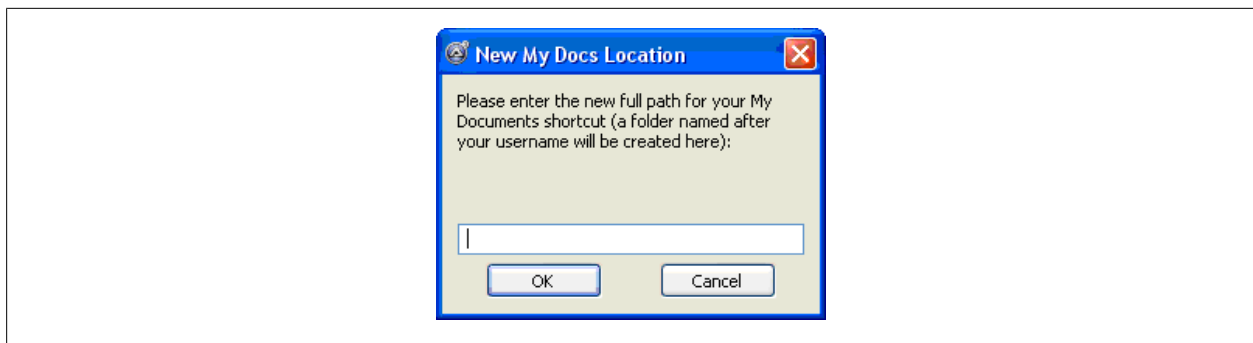 New My Docs Location
Please enter the new full path for your My
Documents shortcut (a folder named after
your username will be created here):
OK
Cancel